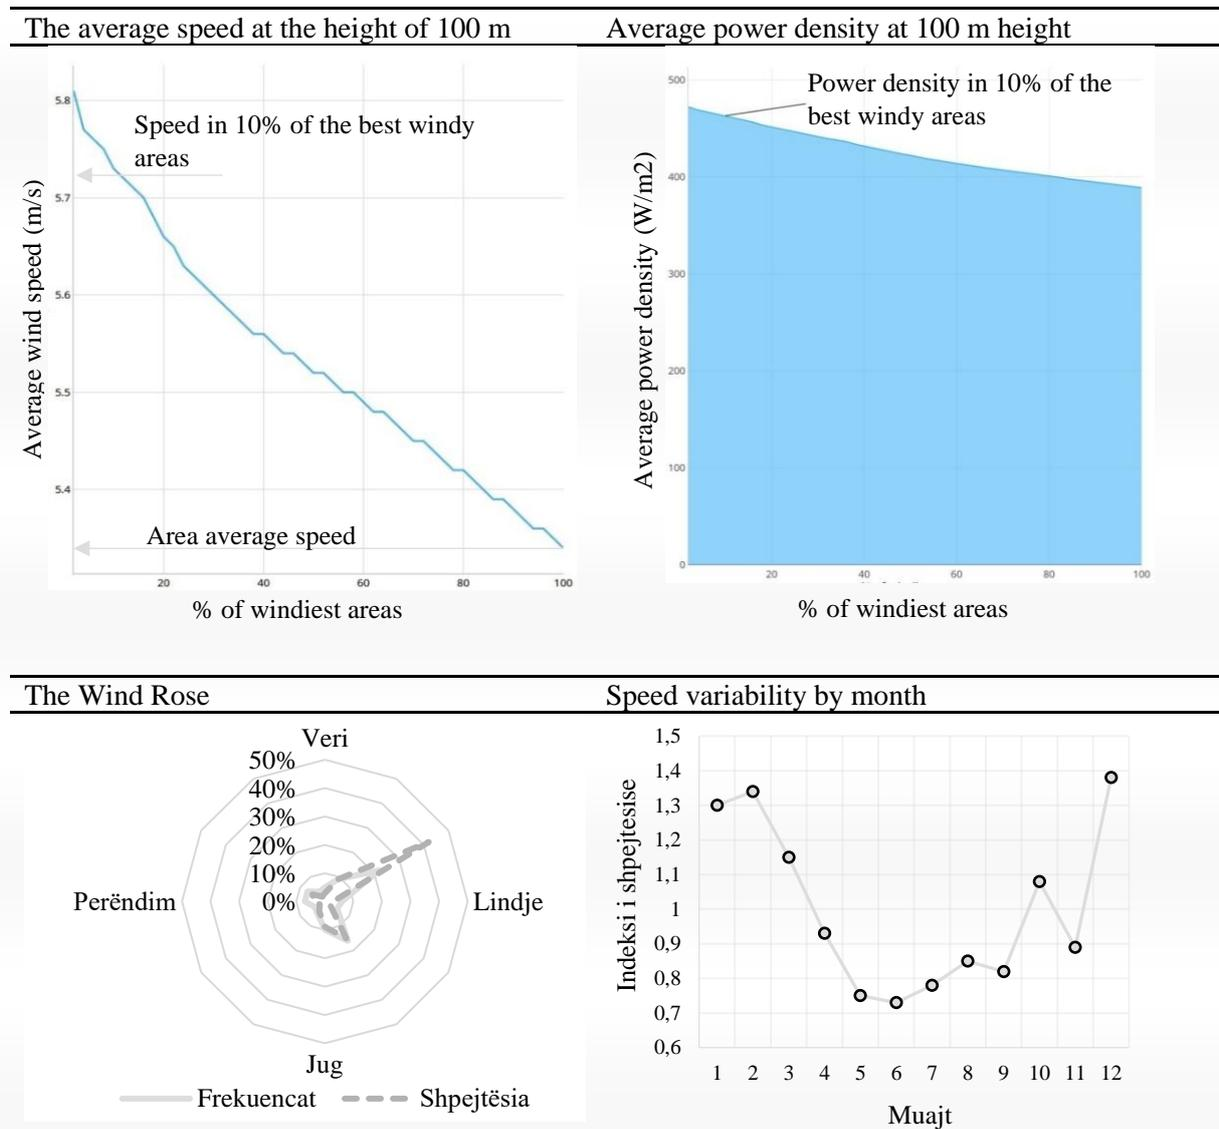 The average speed at the height of 100 m
Average power density at 100 m height
Average wind speed (m/s)
5.8
5.7
5.6
5.5
5.4
Speed in 10% of the best windy
areas
Area average speed
20
40
60
80
100
% of windiest areas
Average power density (W/m2)
500
400
300
200
100
0
Power density in 10% of the
best windy areas
20
40
60
80
100
% of windiest areas
The Wind Rose
Speed variability by month
Veri
50%
40%
30%
20%
10%
0%
Perëndim
Lindje
Jug
Frekuencat
Shpejtësia
Indeksi i shpejtesise
1,5
1,4
1,3
1,2
1,1
1
0,9
0,8
0,7
0,6
1 2 3 4 5 6 7 8 9 10 11 12
Muajt